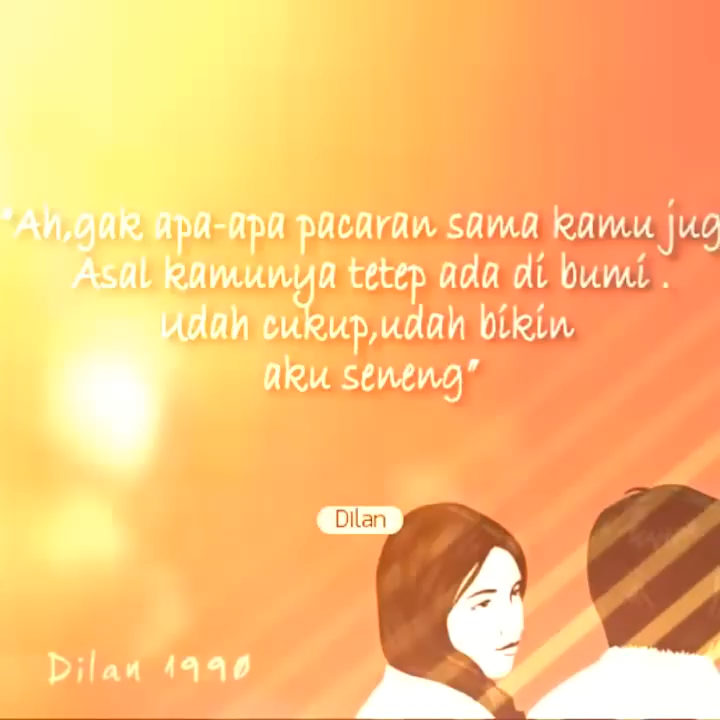 "Ah,gak apa-apa pacaran sama kamu jug
Asal kamunya tetep ada di bumi .
Udah cukup,udah bikin
aku seneng"
Dilan
Dilan 1990